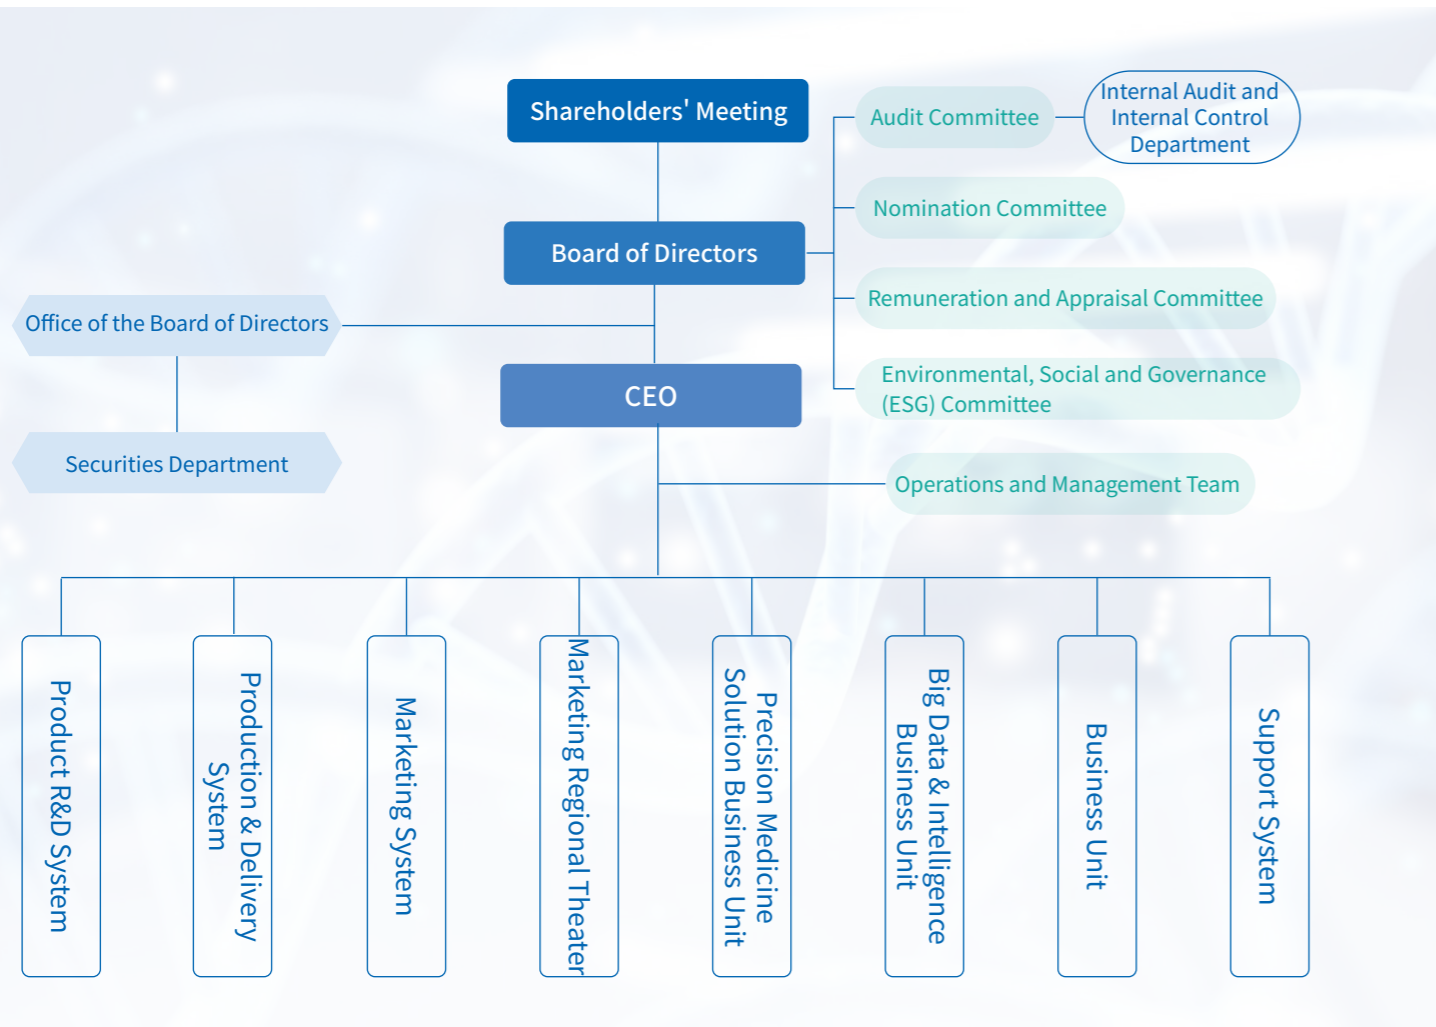 Shareholders' Meeting
Audit Committee
Internal Audit and
Internal Control
Department
Nomination Committee
Board of Directors
Remuneration and Appraisal Committee
Office of the Board of Directors
Environmental, Social and Governance
(ESG) Committee
CEO
Securities Department
Operations and Management Team
Product R&D System
Production & Delivery
System
Marketing System
Marketing Regional Theater
Precision Medicine
Solution Business Unit
Big Data & Intelligence
Business Unit
Business Unit
Support System